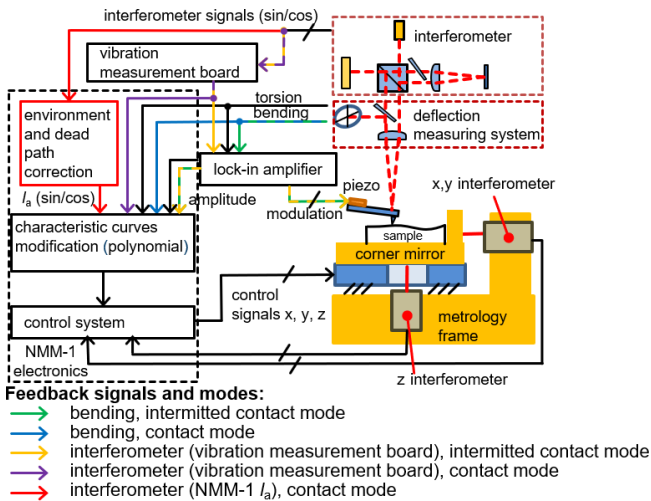 interferometer signals (sin/cos)
interferometer
vibration
measurement board
torsion
bending
deflection
measuring system
environment
and dead
path
correction
lock-in amplifier
piezo
x,y interferometer
lₐ (sin/cos)
amplitude
modulation
sample
characteristic curves
modification (polynomial)
corner mirror
control
signals x, y, z
control system
metrology
frame
NMM-1
electronics
z interferometer
Feedback signals and modes:
bending, intermitted contact mode
bending, contact mode
interferometer (vibration measurement board), intermitted contact mode
interferometer (vibration measurement board), contact mode
interferometer (NMM-1 lₐ), contact mode